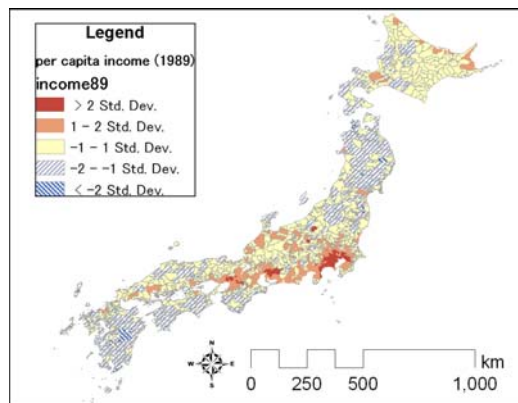 Legend
per capita income (1989)
income89
> 2 Std. Dev.
1 - 2 Std. Dev.
-1 - 1 Std. Dev.
-2 - -1 Std. Dev.
< -2 Std. Dev.
N
W E
S
km
0 250 500 1,000